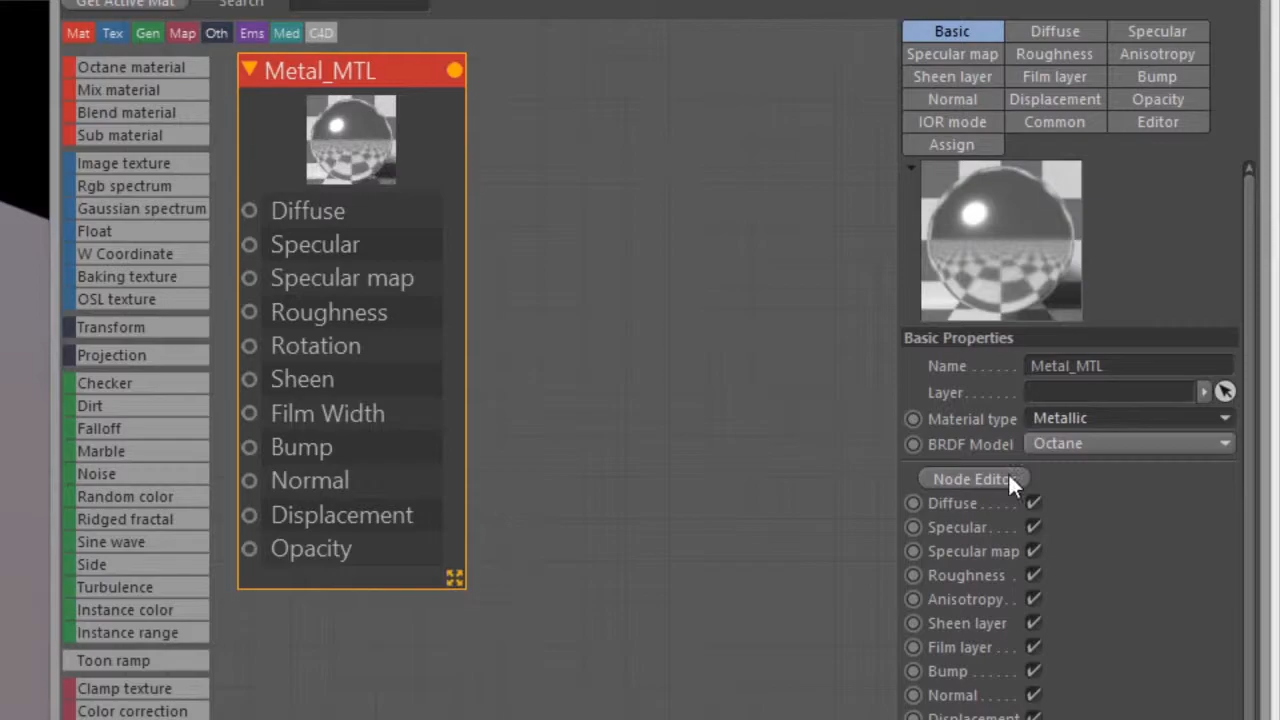 Get Active Mat
Search
Mat Tex Gen Map Oth Ems Med C4D
Octane material
Mix material
Blend material
Sub material
Image texture
Rgb spectrum
Gaussian spectrum
Float
W Coordinate
Baking texture
OSL texture
Transform
Projection
Checker
Dirt
Falloff
Marble
Noise
Random color
Ridged fractal
Sine wave
Side
Turbulence
Instance color
Instance range
Toon ramp
Clamp texture
Color correction
Metal_MTL
Diffuse
Specular
Specular map
Roughness
Rotation
Sheen
Film Width
Bump
Normal
Displacement
Opacity
Basic Diffuse Specular
Specular map Roughness Anisotropy
Sheen layer Film layer Bump
Normal Displacement Opacity
IOR mode Common Editor
Assign
Basic Properties
Name . . . . . . Metal_MTL
Layer. . . . . . .
Material type Metallic
BRDF Model Octane
Node Editor
Diffuse . . . . .
Specular. . . .
Specular map
Roughness .
Anisotropy. .
Sheen layer
Film layer . . .
Bump . . . . . .
Normal . . . . .
Displacement